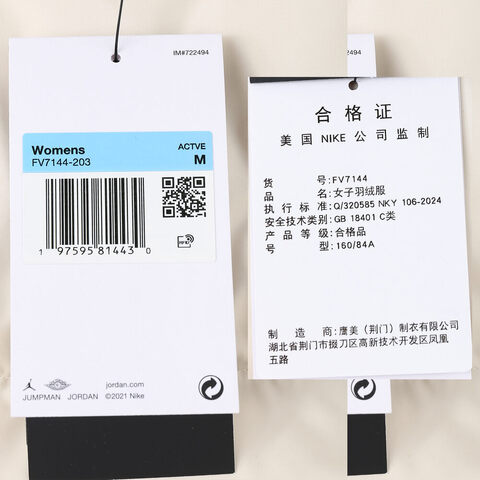 IM#722494
Womens
FV7144-203
ACTVE
M
1 97595 81443 0
jordan.com
JUMPMAN JORDAN ©2021 Nike
合格证
美国NIKE公司监制
货号:FV7144
品名:女子羽绒服
执行标准:Q/320585 NKY 106-2024
安全技术类别:GB 18401 C类
产品等级:合格品
号型:160/84A
制造商:鹰美(荆门)制衣有限公司
湖北省荆门市掇刀区高新技术开发区凤凰
五路